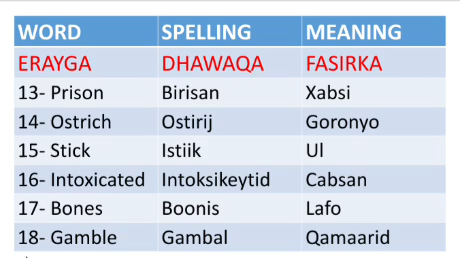 WORD SPELLING MEANING
ERAYGA DHAWAQA FASIRKA
13- Prison Birisan Xabsi
14- Ostrich Ostirij Goronyo
15- Stick Istiik Ul
16- Intoxicated Intoksikeytid Cabsan
17- Bones Boonis Lafo
18- Gamble Gambal Qamaarid